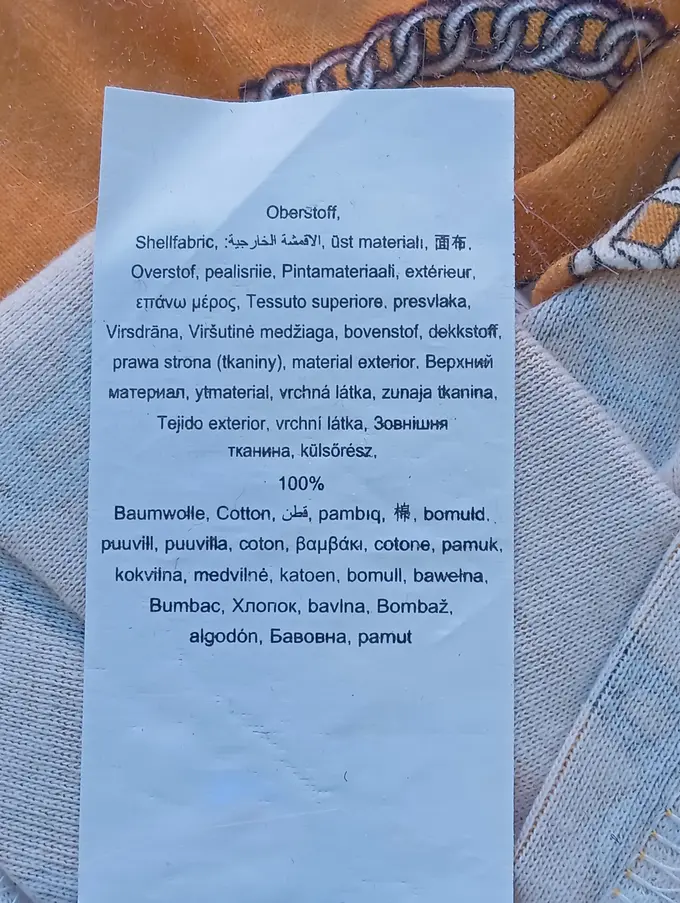 Oberstoff,
Shellfabric, الاقمشة الخارجية:, üst materialı, 面布,
Overstof, pealisriie, Pintamateriaali, extérieur,
επάνω μέρος, Tessuto superiore, presvlaka,
Virsdrāna, Viršutinė medžiaga, bovenstof, dekkstoff,
prawa strona (tkaniny), material exterior, Верхний
материал, ytmaterial, vrchná látka, zunaja tkanina,
Tejido exterior, vrchní látka, Зовнішня
тканина, külsőrész,
100%
Baumwolle, Cotton, قطن, pambıq, 棉, bomuld,
puuvill, puuvilla, coton, βαμβάκι, cotone, pamuk,
kokvilna, medvilnė, katoen, bomull, bawełna,
Bumbac, Хлопок, bavlna, Bombaž,
algodón, Бавовна, pamut